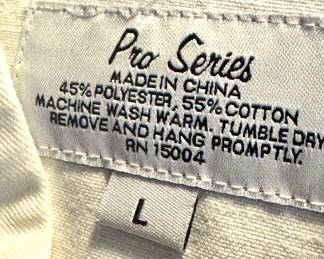 Pro Series
MADE IN CHINA
45% POLYESTER, 55% COTTON
MACHINE WASH WARM. TUMBLE DRY
REMOVE AND HANG PROMPTLY.
RN 15004
L